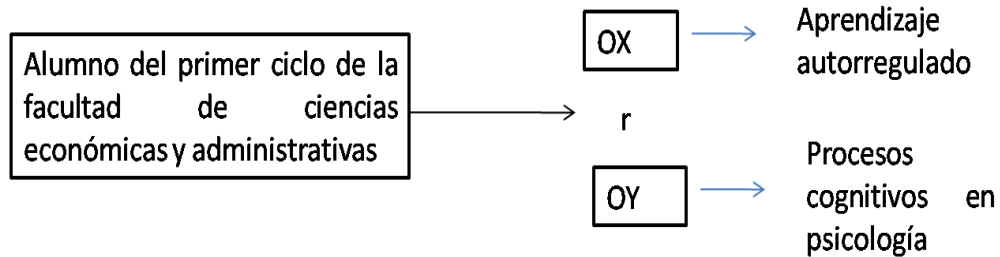 Alumno del primer ciclo de la
facultad de ciencias
económicas y administrativas
OX
Aprendizaje
autorregulado
r
OY
Procesos
cognitivos en
psicología